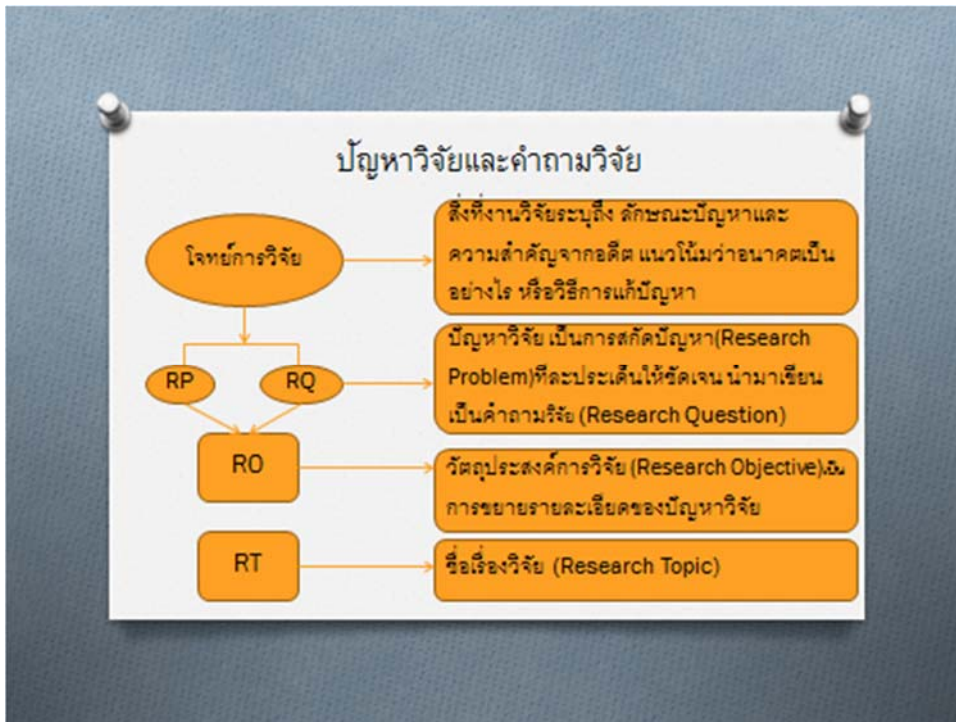 ปัญหาวิจัยและคำถามวิจัย
โจทย์การวิจัย
สิ่งที่งานวิจัยระบุถึง ลักษณะปัญหาและ
ความสำคัญจากอดีต แนวโน้มว่าอนาคตเป็น
อย่างไร หรือวิธีการแก้ปัญหา
RP
RQ
ปัญหาวิจัย เป็นการสกัดปัญหา(Research
Problem)ทีละประเด็นให้ชัดเจน นำมาเขียน
เป็นคำถามวิจัย (Research Question)
RO
วัตถุประสงค์การวิจัย (Research Objective)เป็น
การขยายรายละเอียดของปัญหาวิจัย
RT
ชื่อเรื่องวิจัย (Research Topic)